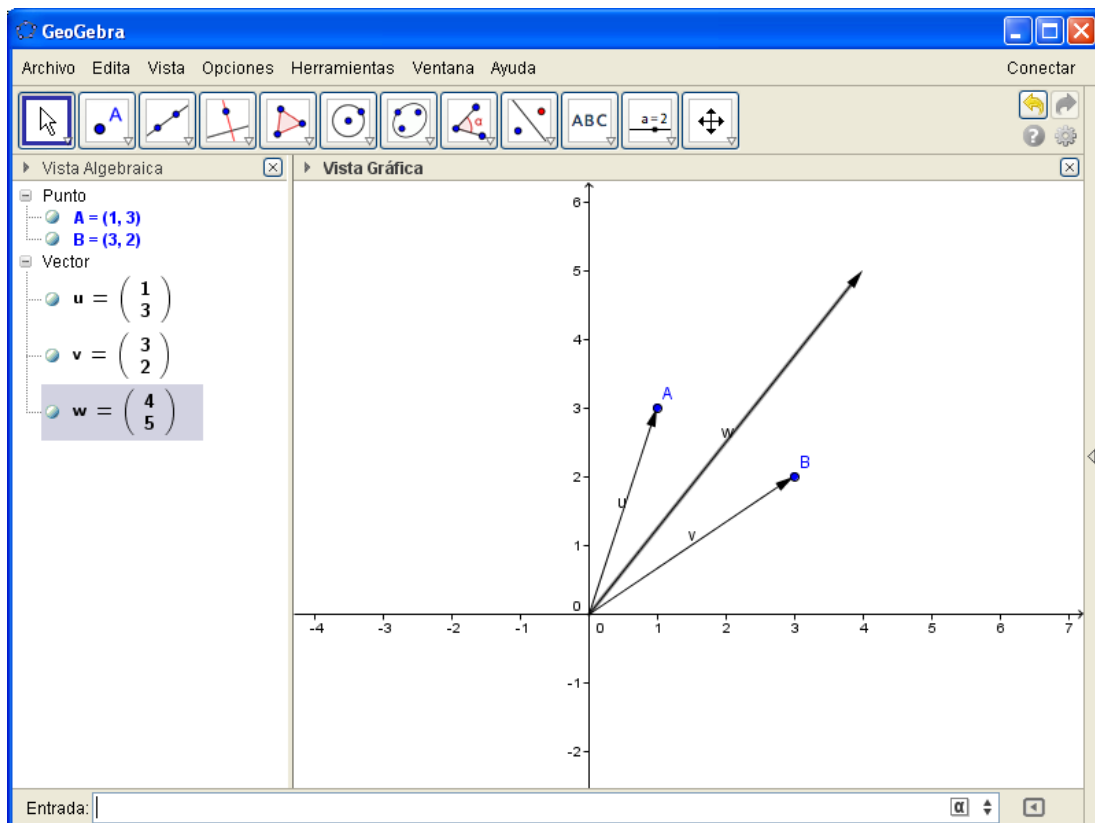 GeoGebra
Archivo Edita Vista Opciones Herramientas Ventana Ayuda Conectar
A α ABC a=2
Vista Algebraica
Punto
A = (1, 3)
B = (3, 2)
Vector
u = ( 1
3 )
v = ( 3
2 )
w = ( 4
5 )
Vista Gráfica
6
5
4
3
2
1
0
-1
-2
-4 -3 -2 -1 0 1 2 3 4 5 6 7
A
B
w
u
v
Entrada: α